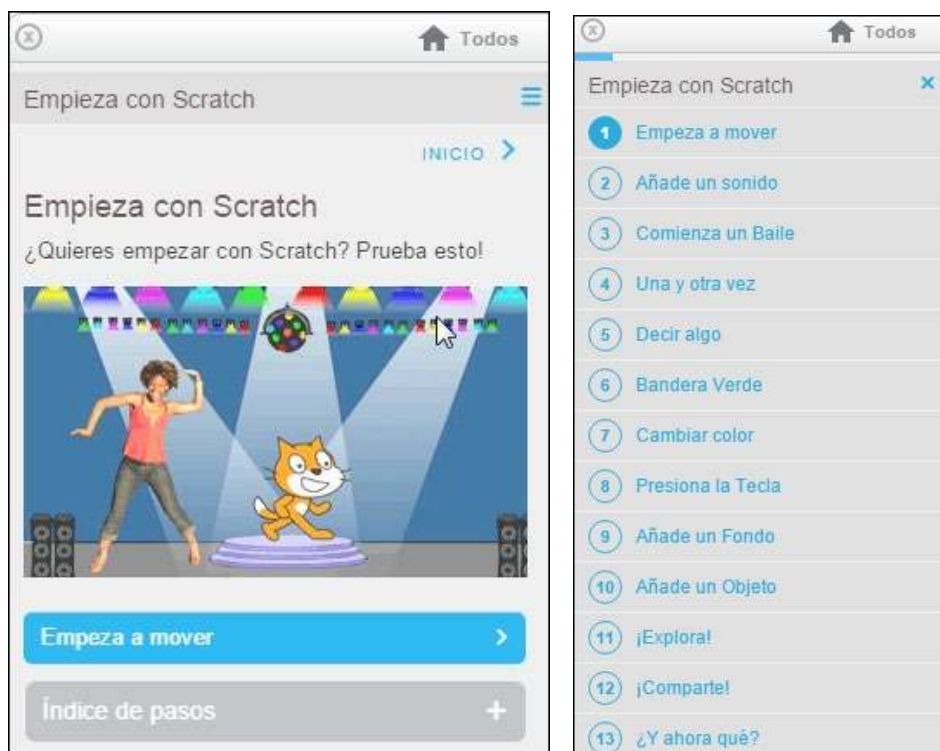 Todos
Empieza con Scratch
INICIO
Empieza con Scratch
¿Quieres empezar con Scratch? Prueba esto!
Empeza a mover
Índice de pasos
Todos
Empieza con Scratch
1 Empeza a mover
2 Añade un sonido
3 Comienza un Baile
4 Una y otra vez
5 Decir algo
6 Bandera Verde
7 Cambiar color
8 Presiona la Tecla
9 Añade un Fondo
10 Añade un Objeto
11 ¡Explora!
12 ¡Comparte!
13 ¿Y ahora qué?